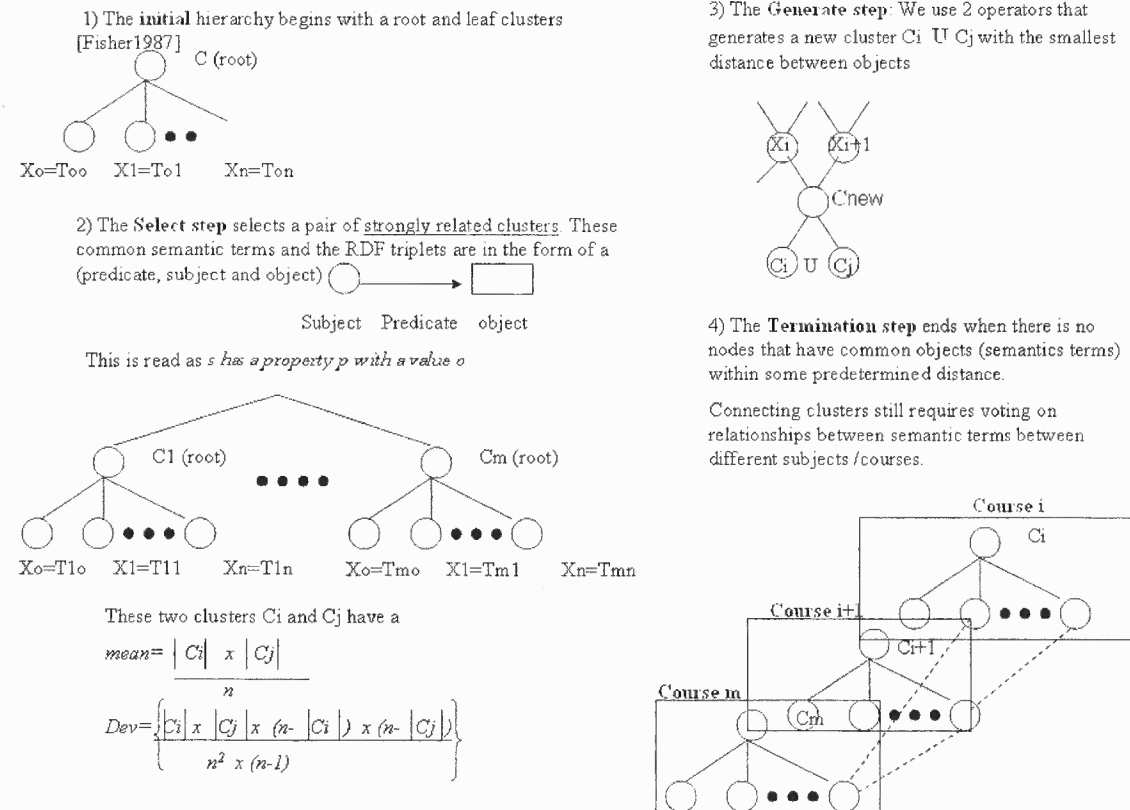 1) The initial hierarchy begins with a root and leaf clusters
[Fisher1987]
C (root)
Xo=Too X1=To1 Xn=Ton
2) The Select step selects a pair of strongly related clusters. These
common semantic terms and the RDF triplets are in the form of a
(predicate, subject and object)
Subject Predicate object
This is read as s has a property p with a value o
C1 (root) Cm (root)
Xo=T1o X1=T11 Xn=T1n Xo=Tmo X1=Tm1 Xn=Tmn
These two clusters Ci and Cj have a
mean= |Ci| x |Cj|
n
Dev={|Ci| x |Cj| x (n- |Ci|) x (n- |Cj|)}
n² x (n-1)
3) The Generate step: We use 2 operators that
generates a new cluster Ci U Cj with the smallest
distance between objects
Xi Xi+1
Cnew
Ci U Cj
4) The Termination step ends when there is no
nodes that have common objects (semantics terms)
within some predetermined distance.
Connecting clusters still requires voting on
relationships between semantic terms between
different subjects /courses.
Course i
Ci
Course i+1
Ci+1
Course m
Cm